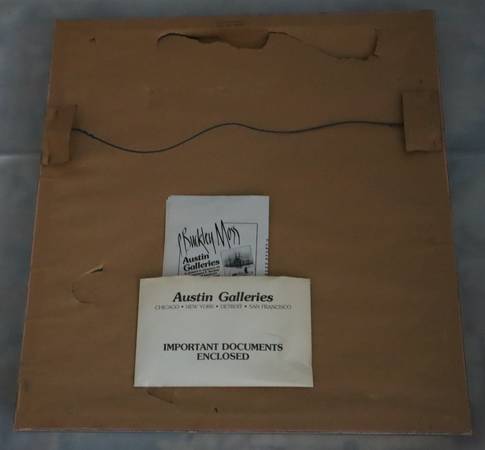 J Buckley Moss
Austin
Galleries
Austin Galleries
CHICAGO • NEW YORK • DETROIT • SAN FRANCISCO
IMPORTANT DOCUMENTS
ENCLOSED